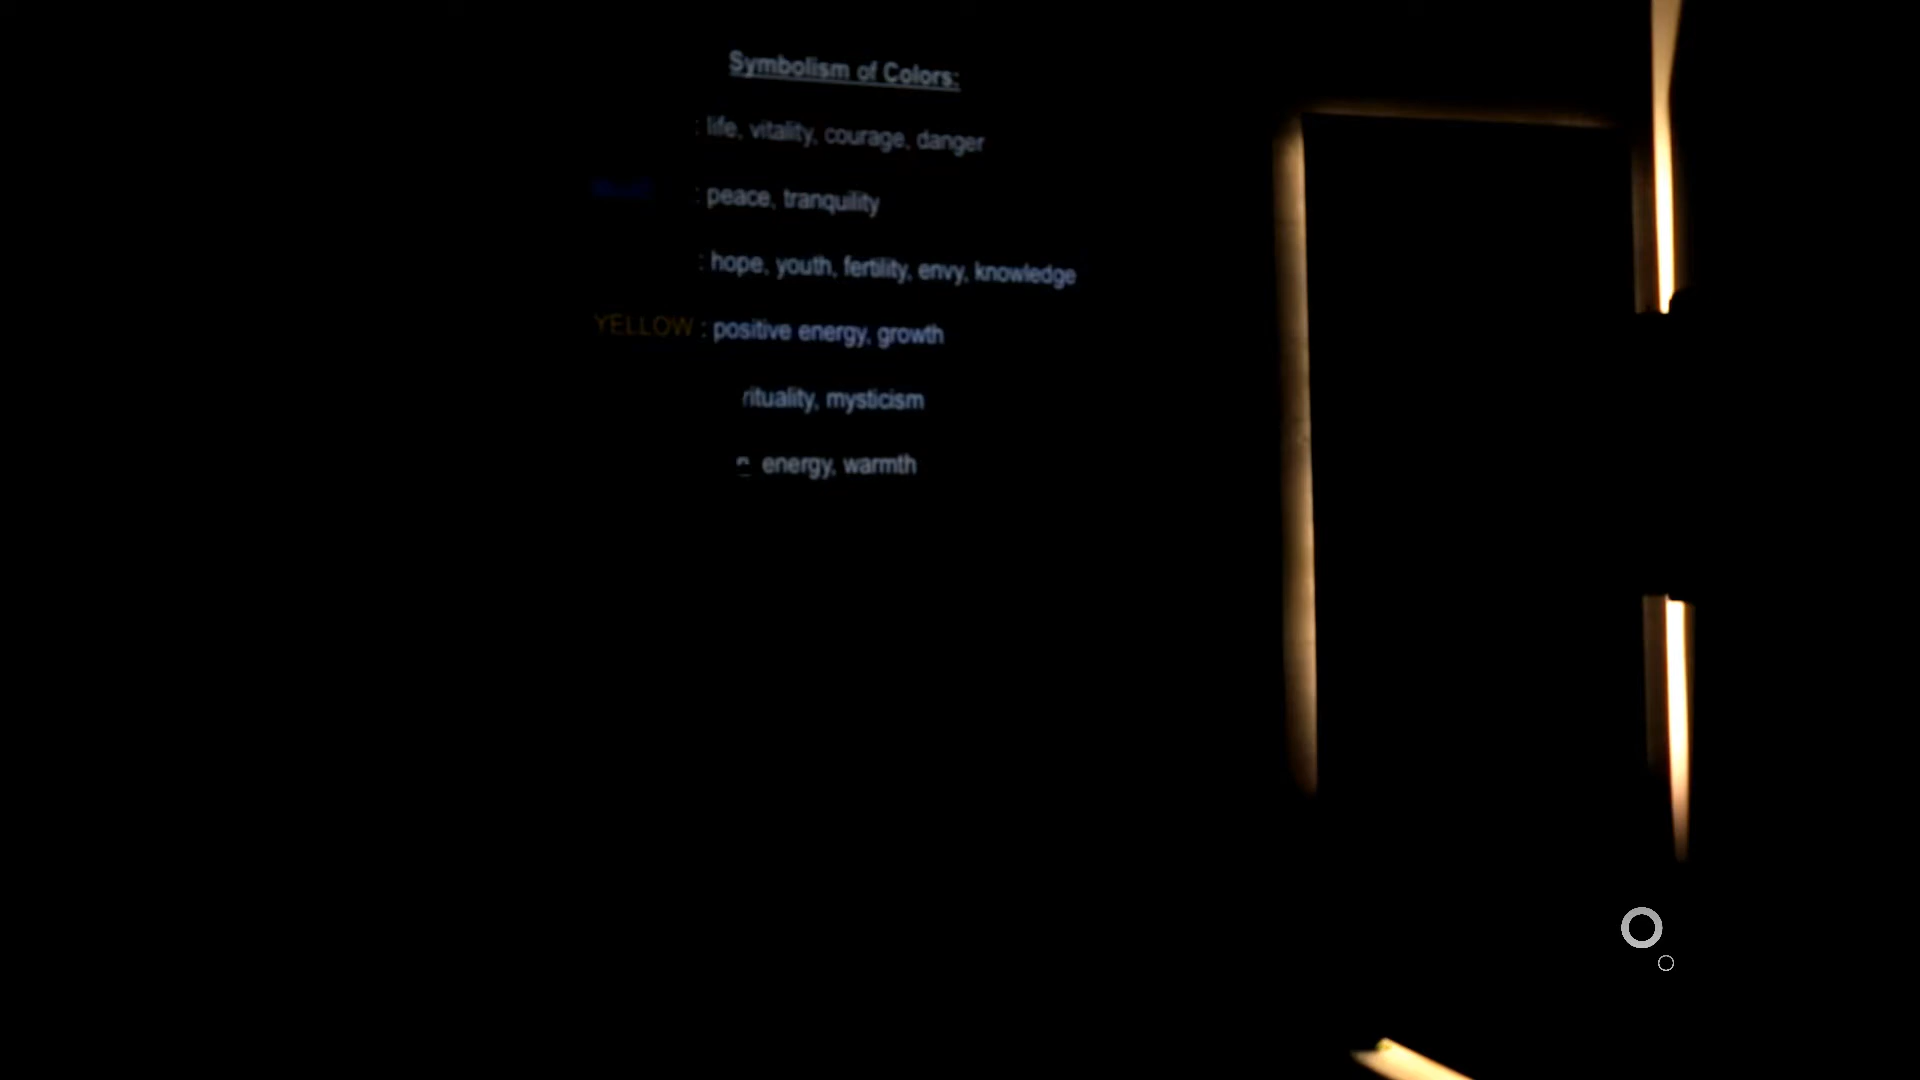 Symbolism of Colors:
: life, vitality, courage, danger
: peace, tranquility
: hope, youth, fertility, envy, knowledge
YELLOW : positive energy, growth
rituality, mysticism
energy, warmth